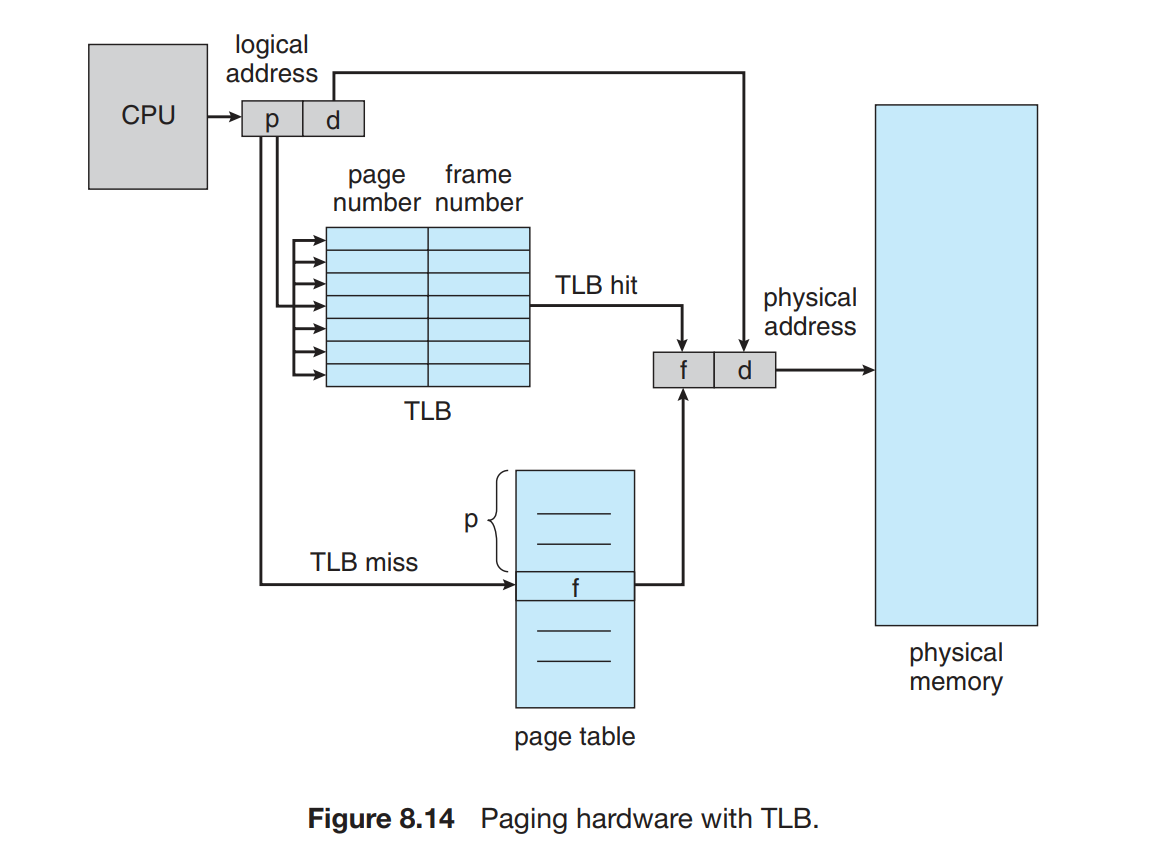 logical
address
CPU
p
d
page
number
frame
number
TLB hit
physical
address
f
d
TLB
p
TLB miss
f
physical
memory
page table
Figure 8.14 Paging hardware with TLB.